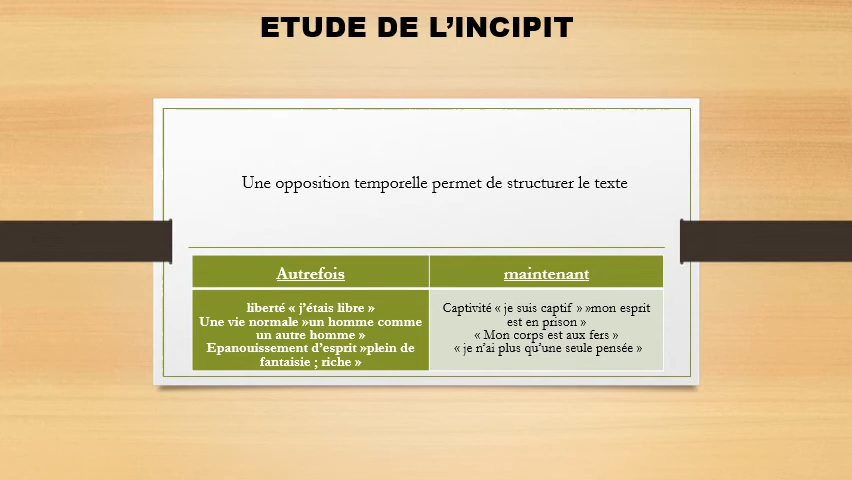 ETUDE DE L’INCIPIT
Une opposition temporelle permet de structurer le texte
Autrefois
maintenant
liberté « j’étais libre »
Une vie normale »un homme comme
un autre homme »
Epanouissement d’esprit »plein de
fantaisie ; riche »
Captivité « je suis captif » »mon esprit
est en prison »
« Mon corps est aux fers »
« je n’ai plus qu’une seule pensée »